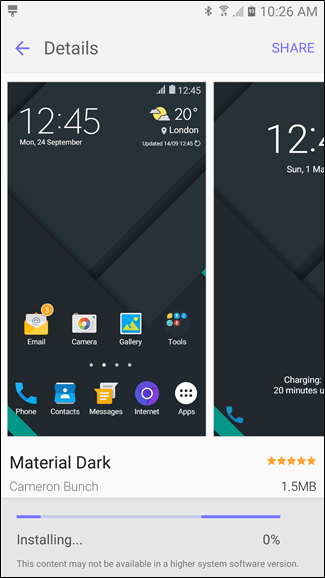 10:26 AM
Details
SHARE
12:45
12:45
20°
Mon, 24 September
London
Updated 14/09 12:45
3
Email
Camera
Gallery
Tools
Phone
Contacts
Messages
Internet
Apps
12:4
Sun, 1 Ma
Charging:
20 minutes u
Material Dark
Cameron Bunch
1.5MB
Installing...
0%
This content may not be available in a higher system software version.